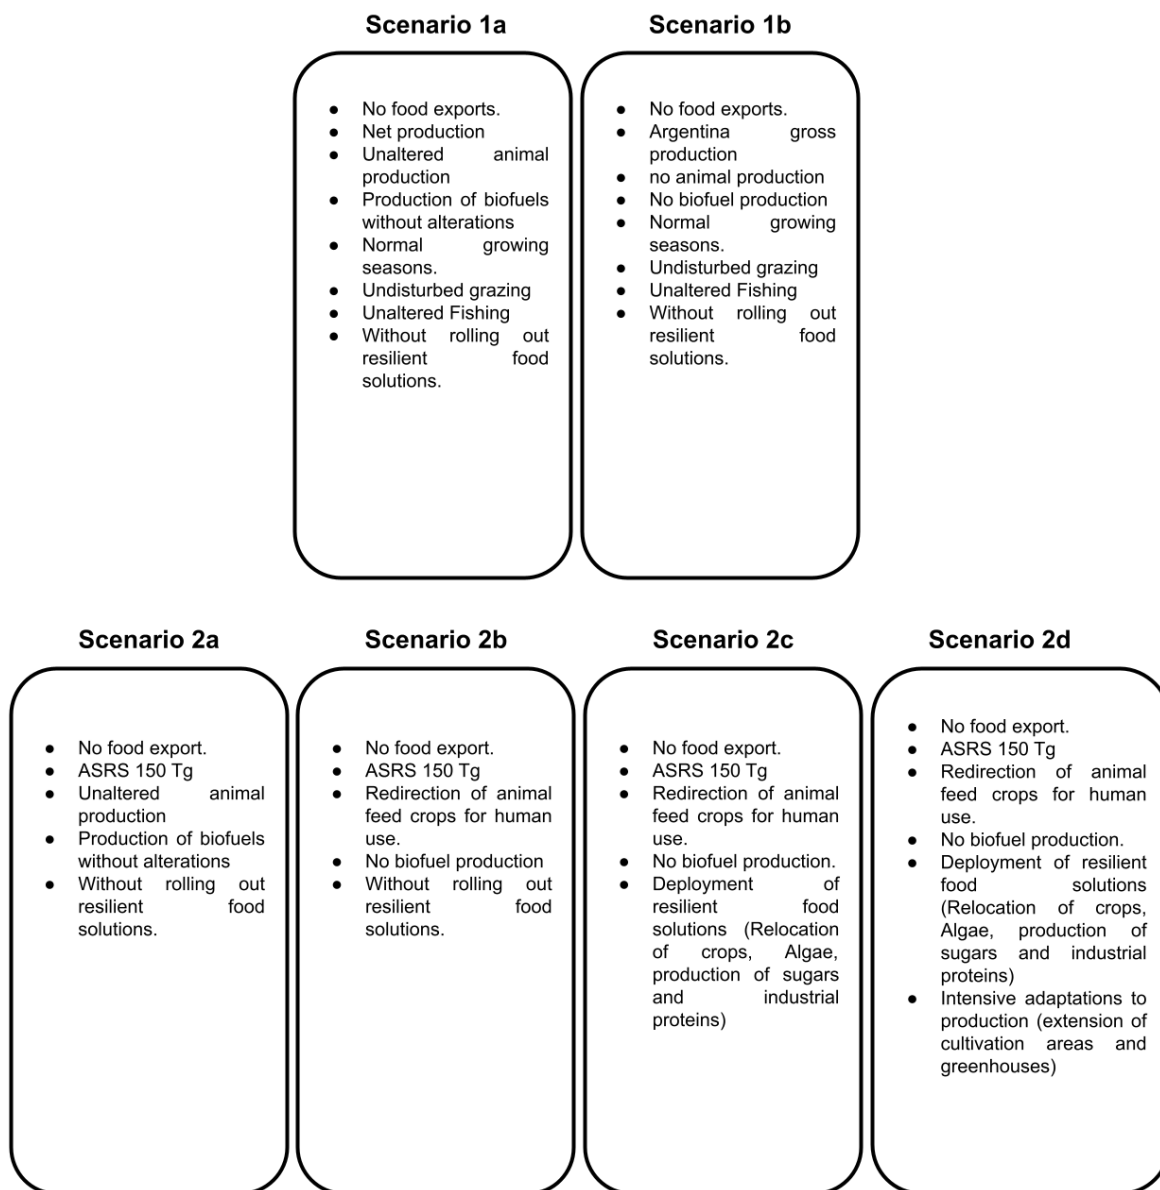 Scenario 1a
● No food exports.
● Net production
● Unaltered animal
production
● Production of biofuels
without alterations
● Normal growing
seasons.
● Undisturbed grazing
● Unaltered Fishing
● Without rolling out
resilient food
solutions.
Scenario 1b
● No food exports.
● Argentina gross
production
● no animal production
● No biofuel production
● Normal growing
seasons.
● Undisturbed grazing
● Unaltered Fishing
● Without rolling out
resilient food
solutions.
Scenario 2a
● No food export.
● ASRS 150 Tg
● Unaltered animal
production
● Production of biofuels
without alterations
● Without rolling out
resilient food
solutions.
Scenario 2b
● No food export.
● ASRS 150 Tg
● Redirection of animal
feed crops for human
use.
● No biofuel production
● Without rolling out
resilient food
solutions.
Scenario 2c
● No food export.
● ASRS 150 Tg
● Redirection of animal
feed crops for human
use.
● No biofuel production.
● Deployment of
resilient food
solutions (Relocation
of crops, Algae,
production of sugars
and industrial
proteins)
Scenario 2d
● No food export.
● ASRS 150 Tg
● Redirection of animal
feed crops for human
use.
● No biofuel production.
● Deployment of resilient
food solutions
(Relocation of crops,
Algae, production of
sugars and industrial
proteins)
● Intensive adaptations to
production (extension of
cultivation areas and
greenhouses)